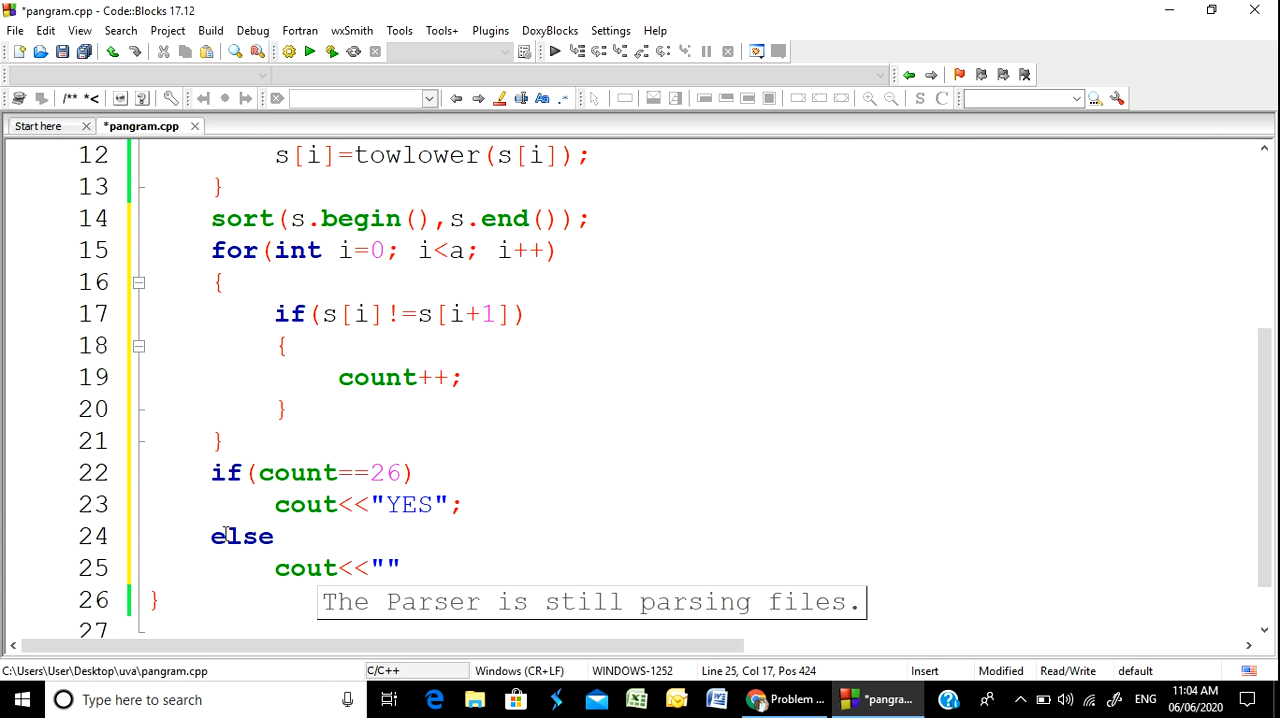 *pangram.cpp - Code::Blocks 17.12
File Edit View Search Project Build Debug Fortran wxSmith Tools Tools+ Plugins DoxyBlocks Settings Help
/** *<
Start here *pangram.cpp
12 s[i]=towlower(s[i]);
13 }
14 sort(s.begin(),s.end());
15 for(int i=0; i<a; i++)
16 {
17 if(s[i]!=s[i+1])
18 {
19 count++;
20 }
21 }
22 if(count==26)
23 cout<<"YES";
24 else
25 cout<<""
26 }
The Parser is still parsing files.
27
C:\Users\User\Desktop\uva\pangram.cpp C/C++ Windows (CR+LF) WINDOWS-1252 Line 25, Col 17, Pos 424 Insert Modified Read/Write default
Type here to search Problem ... *pangra... ENG 11:04 AM
06/06/2020